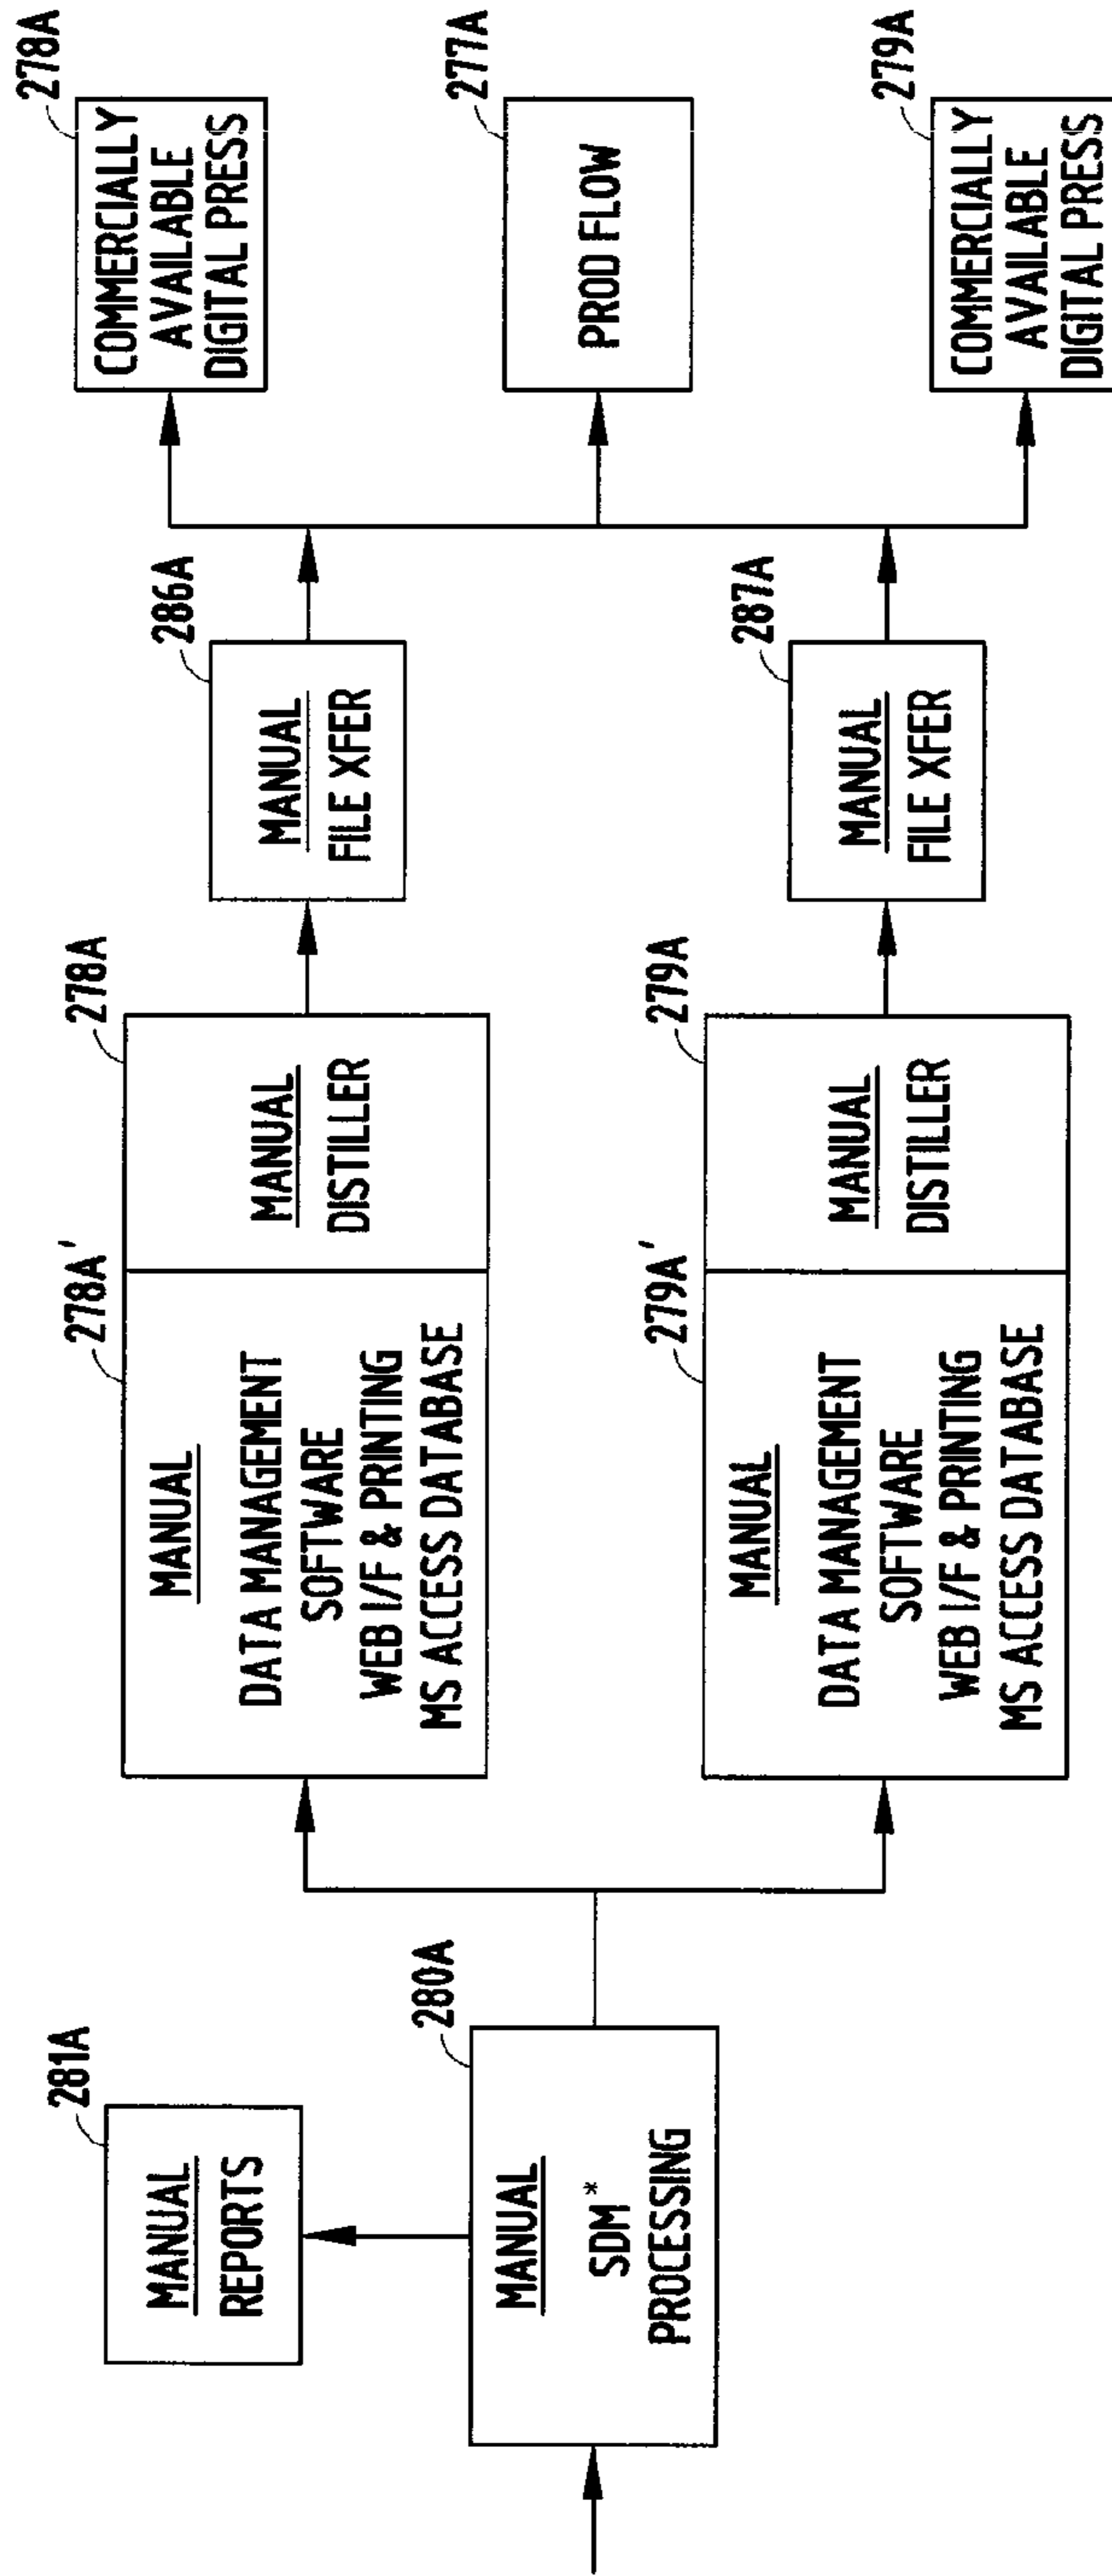 281A
MANUAL
REPORTS
280A
MANUAL
SDM*
PROCESSING
278A'
MANUAL
DATA MANAGEMENT
SOFTWARE
WEB I/F & PRINTING
MS ACCESS DATABASE
278A
MANUAL
DISTILLER
279A'
MANUAL
DATA MANAGEMENT
SOFTWARE
WEB I/F & PRINTING
MS ACCESS DATABASE
279A
MANUAL
DISTILLER
286A
MANUAL
FILE XFER
287A
MANUAL
FILE XFER
278A
COMMERCIALLY
AVAILABLE
DIGITAL PRESS
277A
PROD FLOW
279A
COMMERCIALLY
AVAILABLE
DIGITAL PRESS